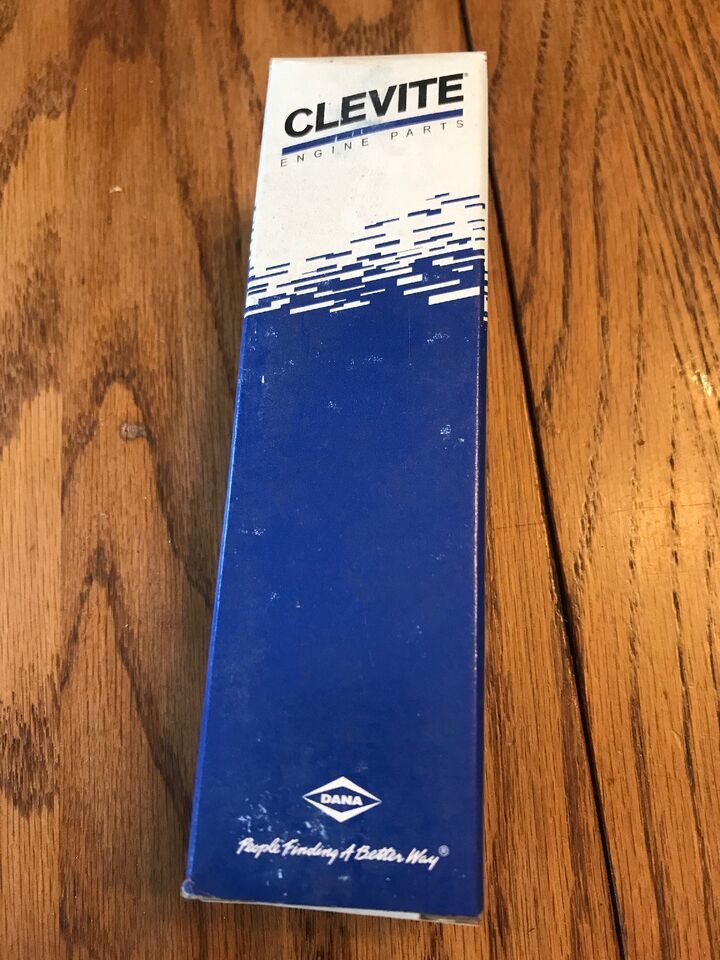 CLEVITE®
ENGINE PARTS
DANA
People Finding A Better Way®